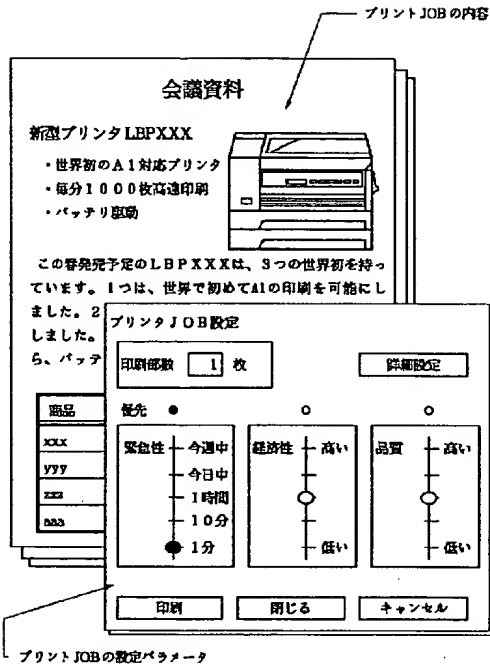 プリントJOBの内容
会議資料
新型プリンタLBPXXX
・世界初のA1対応プリンタ
・毎分1000枚高速印刷
・バッテリ駆動
この春発売予定のLBPXXXは、3つの世界初を持っ
ています。1つは、世界で初めてA1の印刷を可能にし
ました。2
しました。
ら、バッテ
商品
xxx
yyy
zzz
aaa
プリンタJOB設定
印刷部数 1 枚
詳細設定
優先
緊急性 今週中
今日中
1時間
10分
1分
経済性 高い
低い
品質 高い
低い
印刷
閉じる
キャンセル
プリントJOBの設定パラメータ